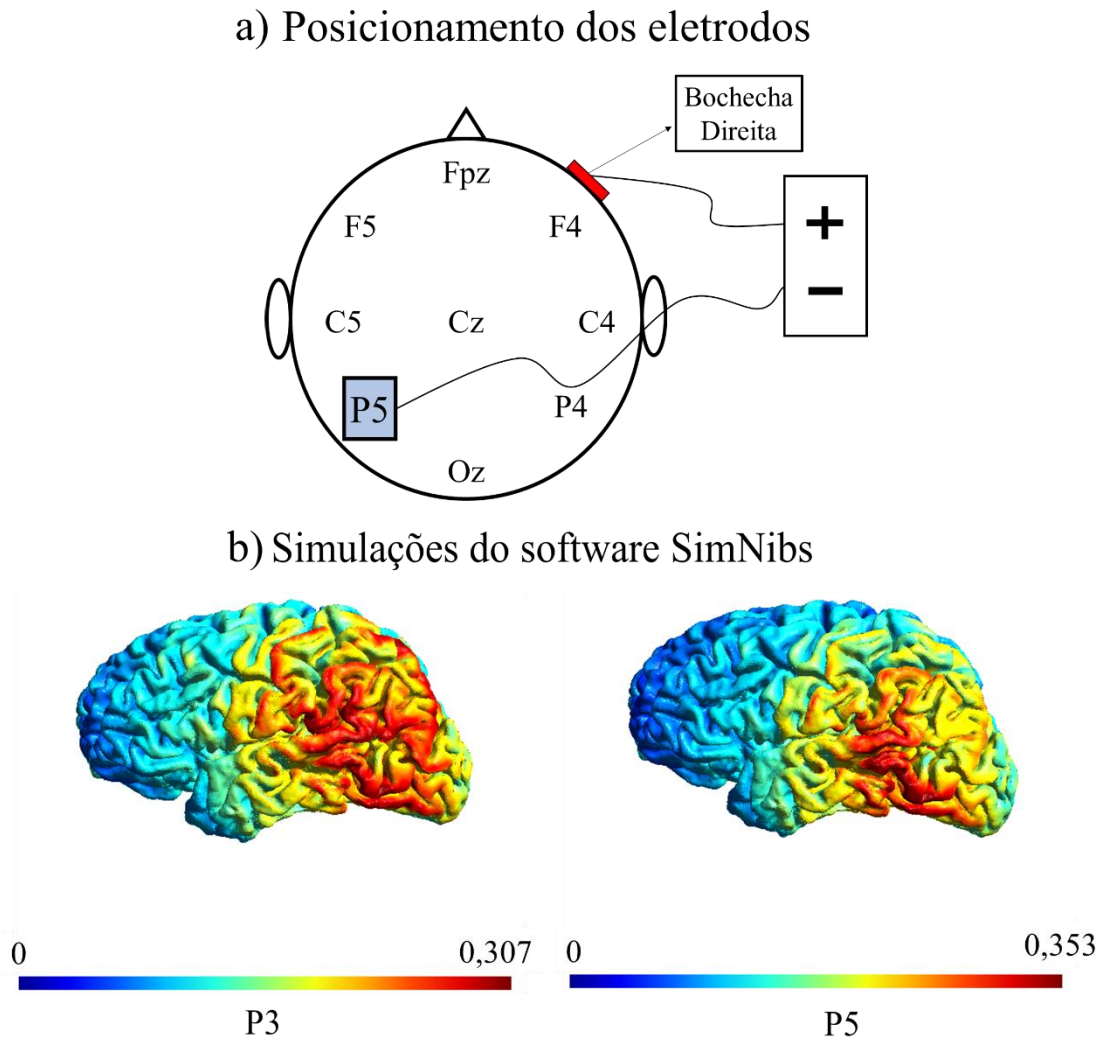 a) Posicionamento dos eletrodos
Bochecha
Direita
Fpz
F5
F4
+
−
C5
Cz
C4
P5
P4
Oz
b) Simulações do software SimNibs
0
0,307
0
0,353
P3
P5